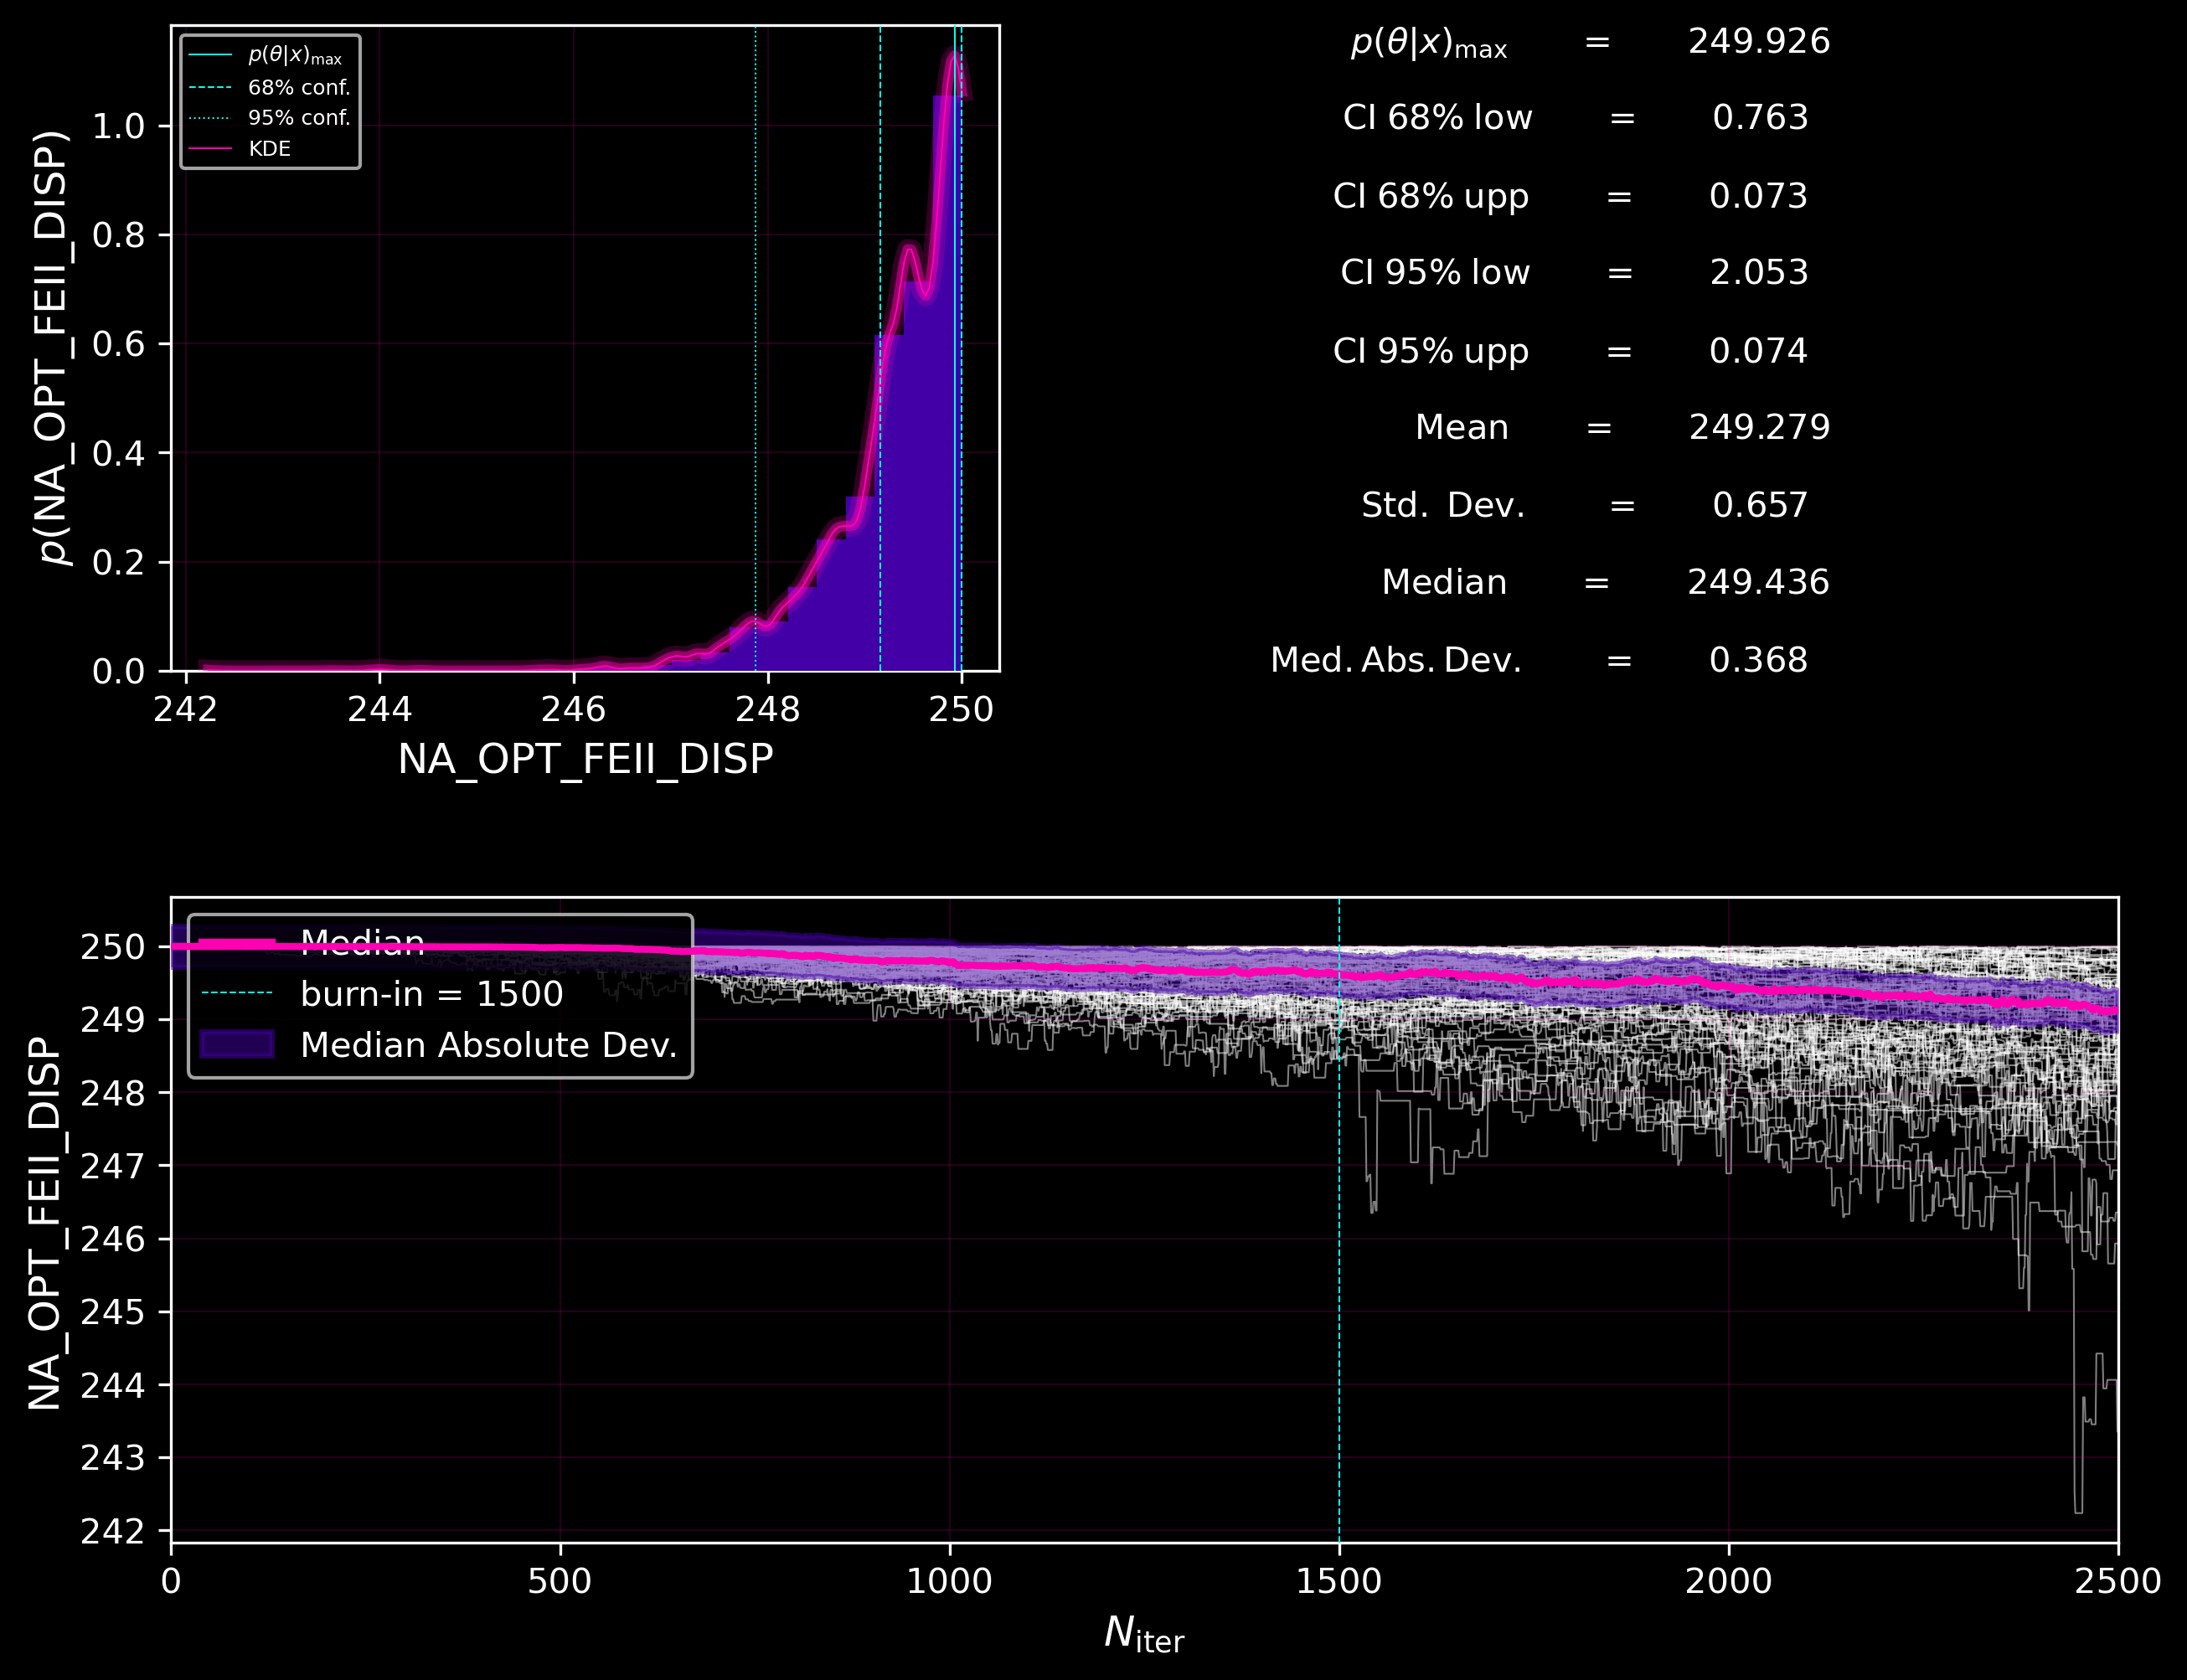 p(θ|x)max
68% conf.
95% conf.
KDE
1.0
0.8
0.6
0.4
0.2
0.0
p(NA_OPT_FEII_DISP)
242 244 246 248 250
NA_OPT_FEII_DISP
p(θ|x)max = 249.926
CI 68% low = 0.763
CI 68% upp = 0.073
CI 95% low = 2.053
CI 95% upp = 0.074
Mean = 249.279
Std. Dev. = 0.657
Median = 249.436
Med. Abs. Dev. = 0.368
Median
burn-in = 1500
Median Absolute Dev.
250
249
248
247
246
245
244
243
242
NA_OPT_FEII_DISP
0 500 1000 1500 2000 2500
Niter